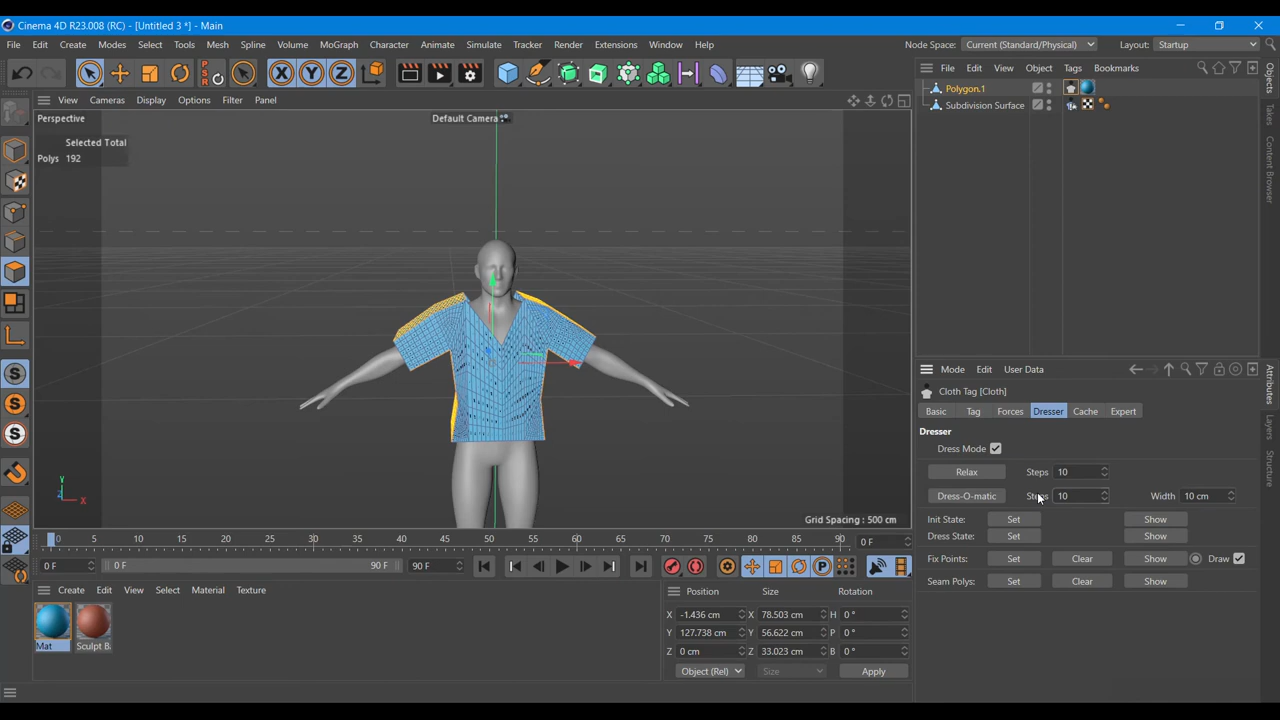 Cinema 4D R23.008 (RC) - [Untitled 3 *] - Main
File Edit Create Modes Select Tools Mesh Spline Volume MoGraph Character Animate Simulate Tracker Render Extensions Window Help Node Space: Current (Standard/Physical) Layout: Startup
File Edit View Object Tags Bookmarks
View Cameras Display Options Filter Panel
Polygon.1
Subdivision Surface
Perspective
Default Camera
Selected Total
Polys 192
Y
X
Z
Grid Spacing : 500 cm
Objects
Takes
Content Browser
Attributes
Layers
Structure
Mode Edit User Data
Cloth Tag [Cloth]
Basic Tag Forces Dresser Cache Expert
Dresser
Dress Mode
Relax Steps 10
Dress-O-matic Steps 10 Width 10 cm
Init State: Set Show
Dress State: Set Show
Fix Points: Set Clear Show Draw
Seam Polys: Set Clear Show
0 5 10 15 20 25 30 35 40 45 50 55 60 65 70 75 80 85 90 0 F
0 F 0 F 90 F 90 F
Create Edit View Select Material Texture
Mat
Sculpt B
Position Size Rotation
X -1.436 cm X 78.503 cm H 0 °
Y 127.738 cm Y 56.622 cm P 0 °
Z 0 cm Z 33.023 cm B 0 °
Object (Rel) Size Apply